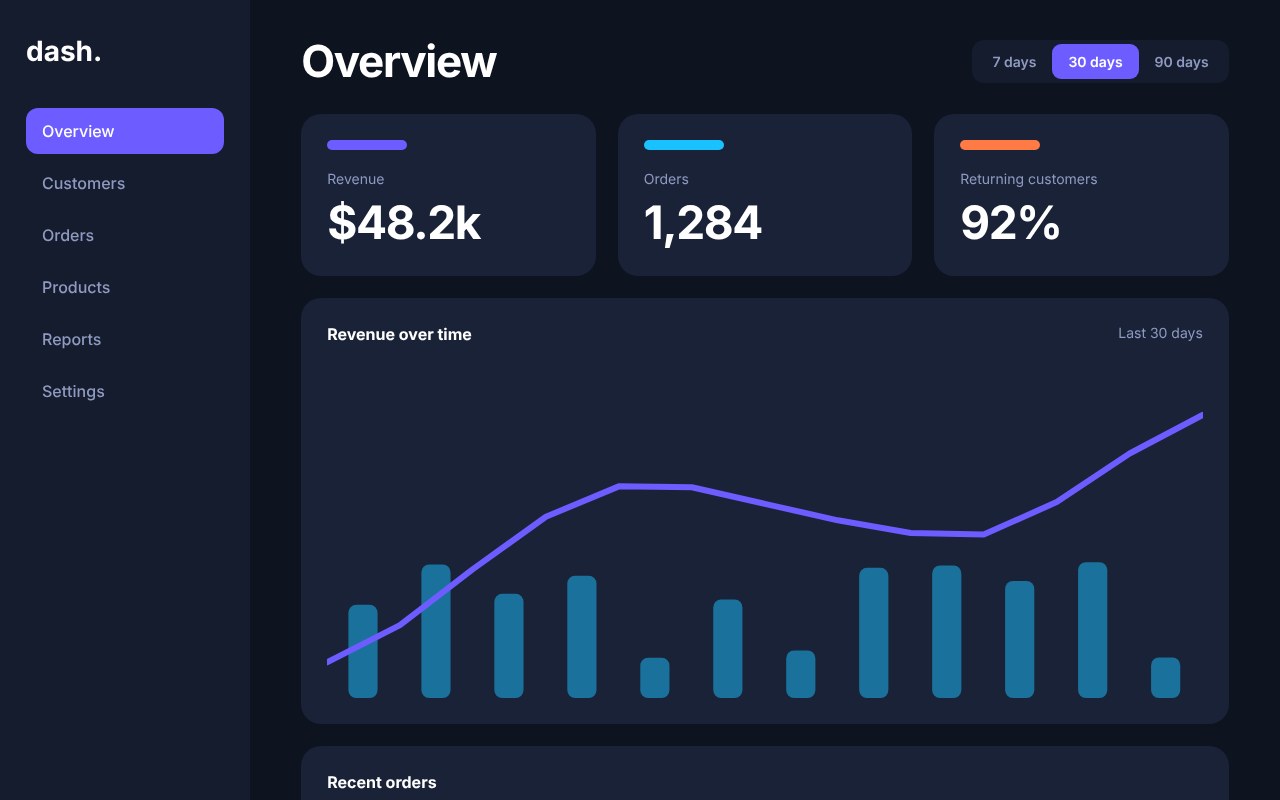 dash.
Overview
Customers
Orders
Products
Reports
Settings
Overview
7 days
30 days
90 days
Revenue
$48.2k
Orders
1,284
Returning customers
92%
Revenue over time
Last 30 days
Recent orders